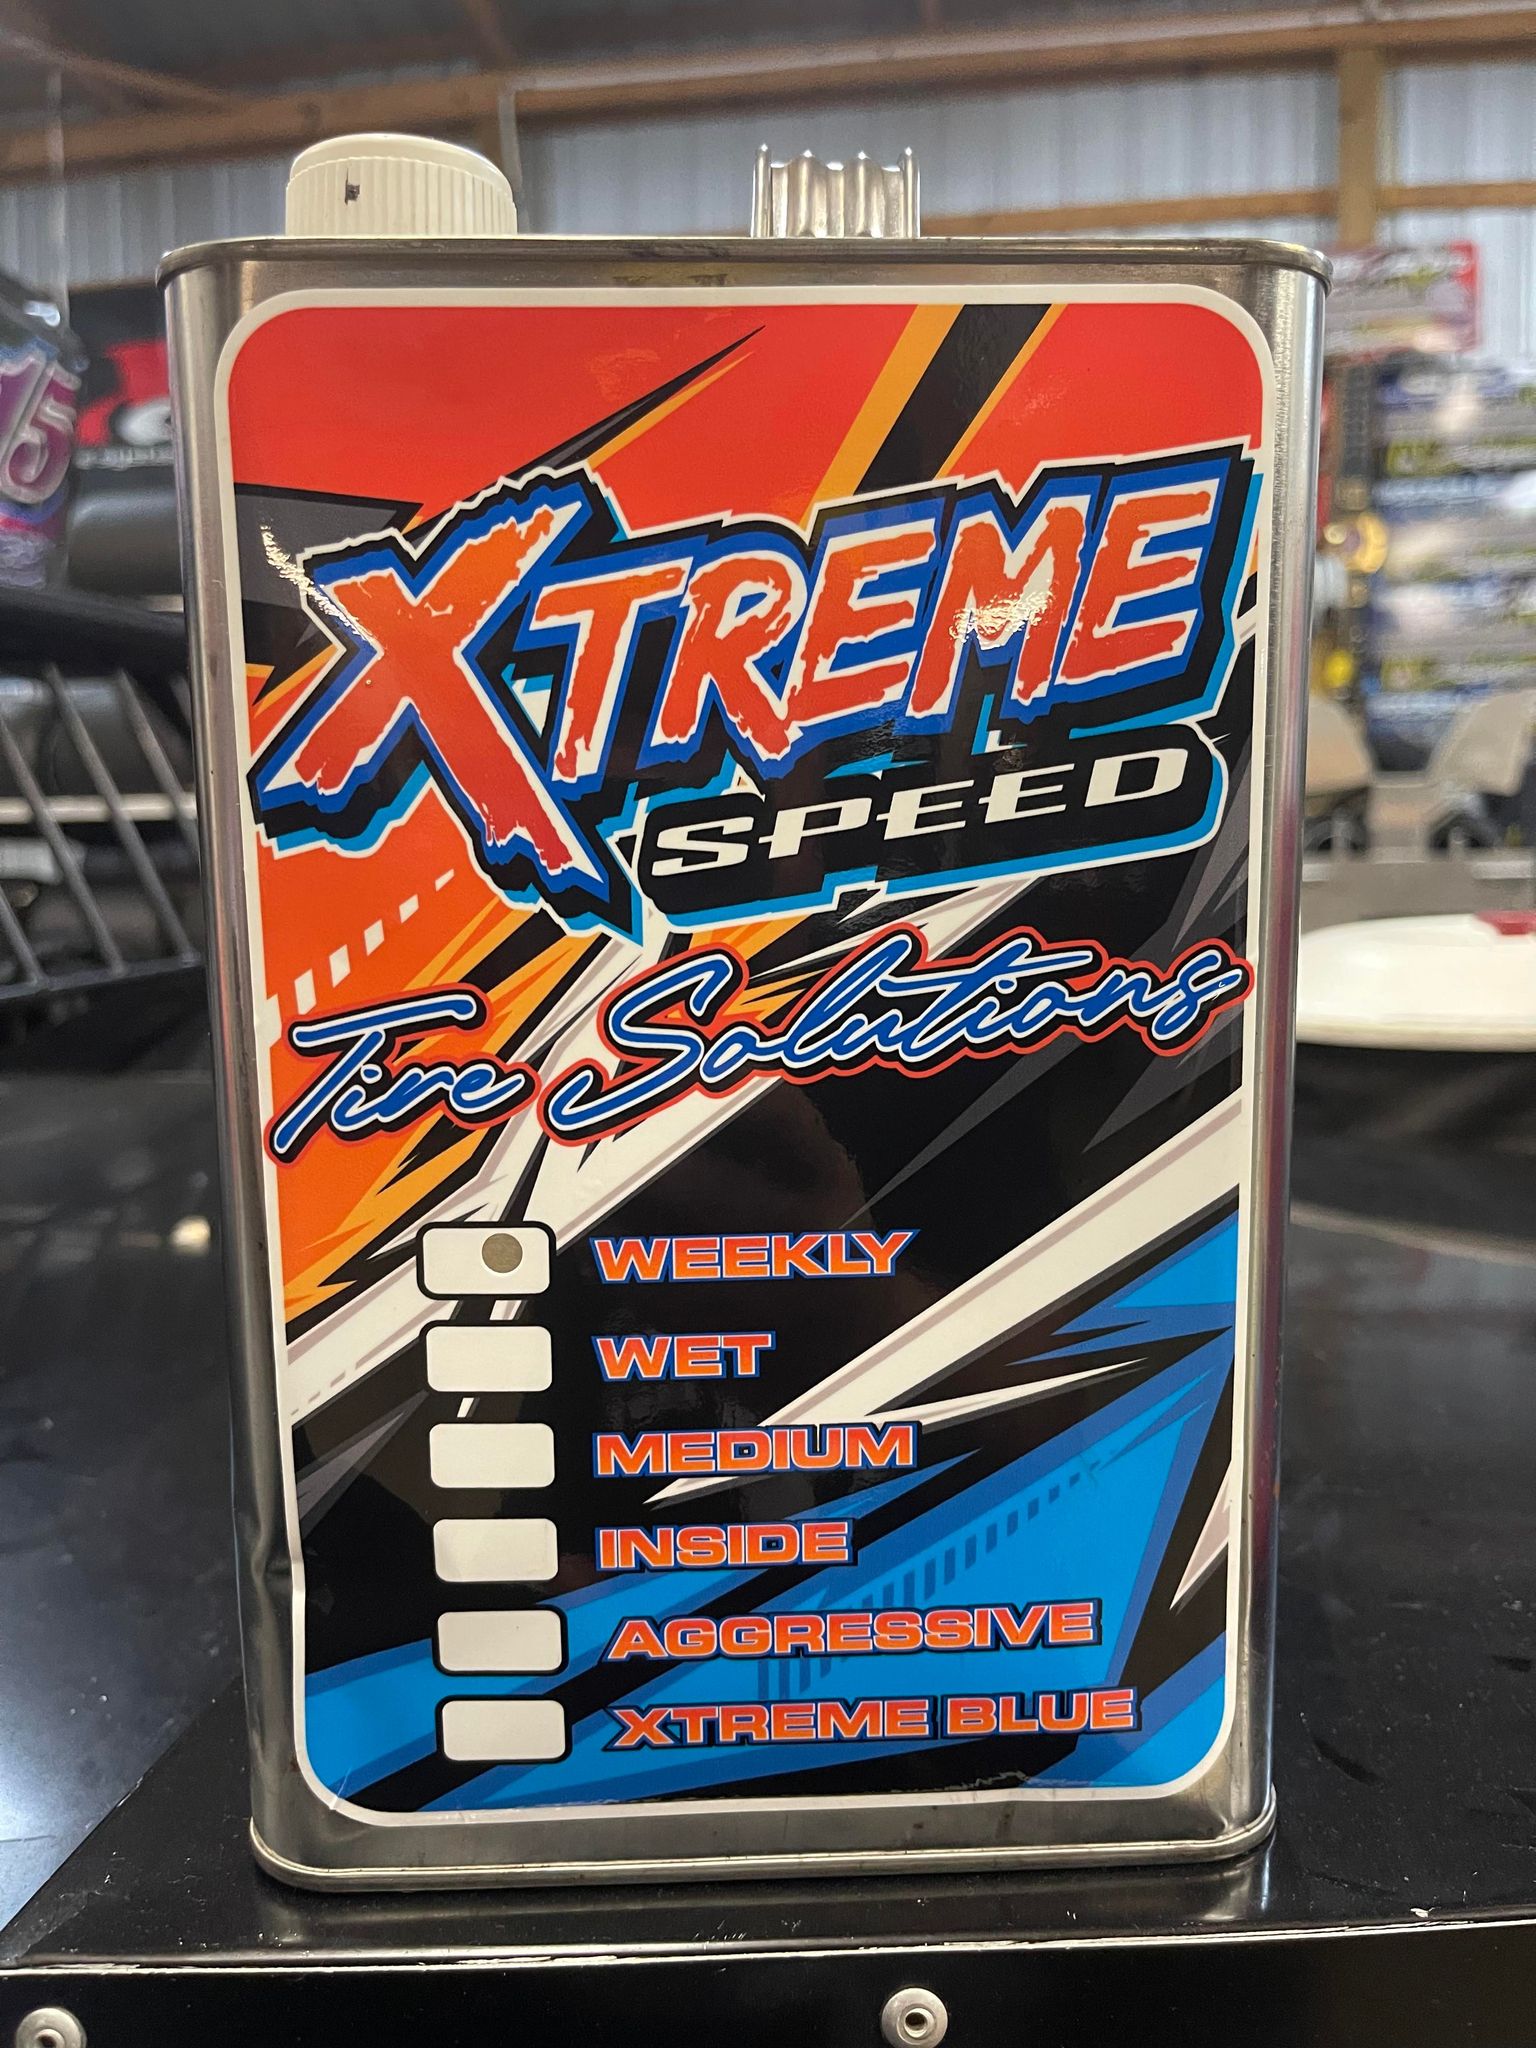 XTREME
SPEED
Tire Solutions
WEEKLY
WET
MEDIUM
INSIDE
AGGRESSIVE
XTREME BLUE